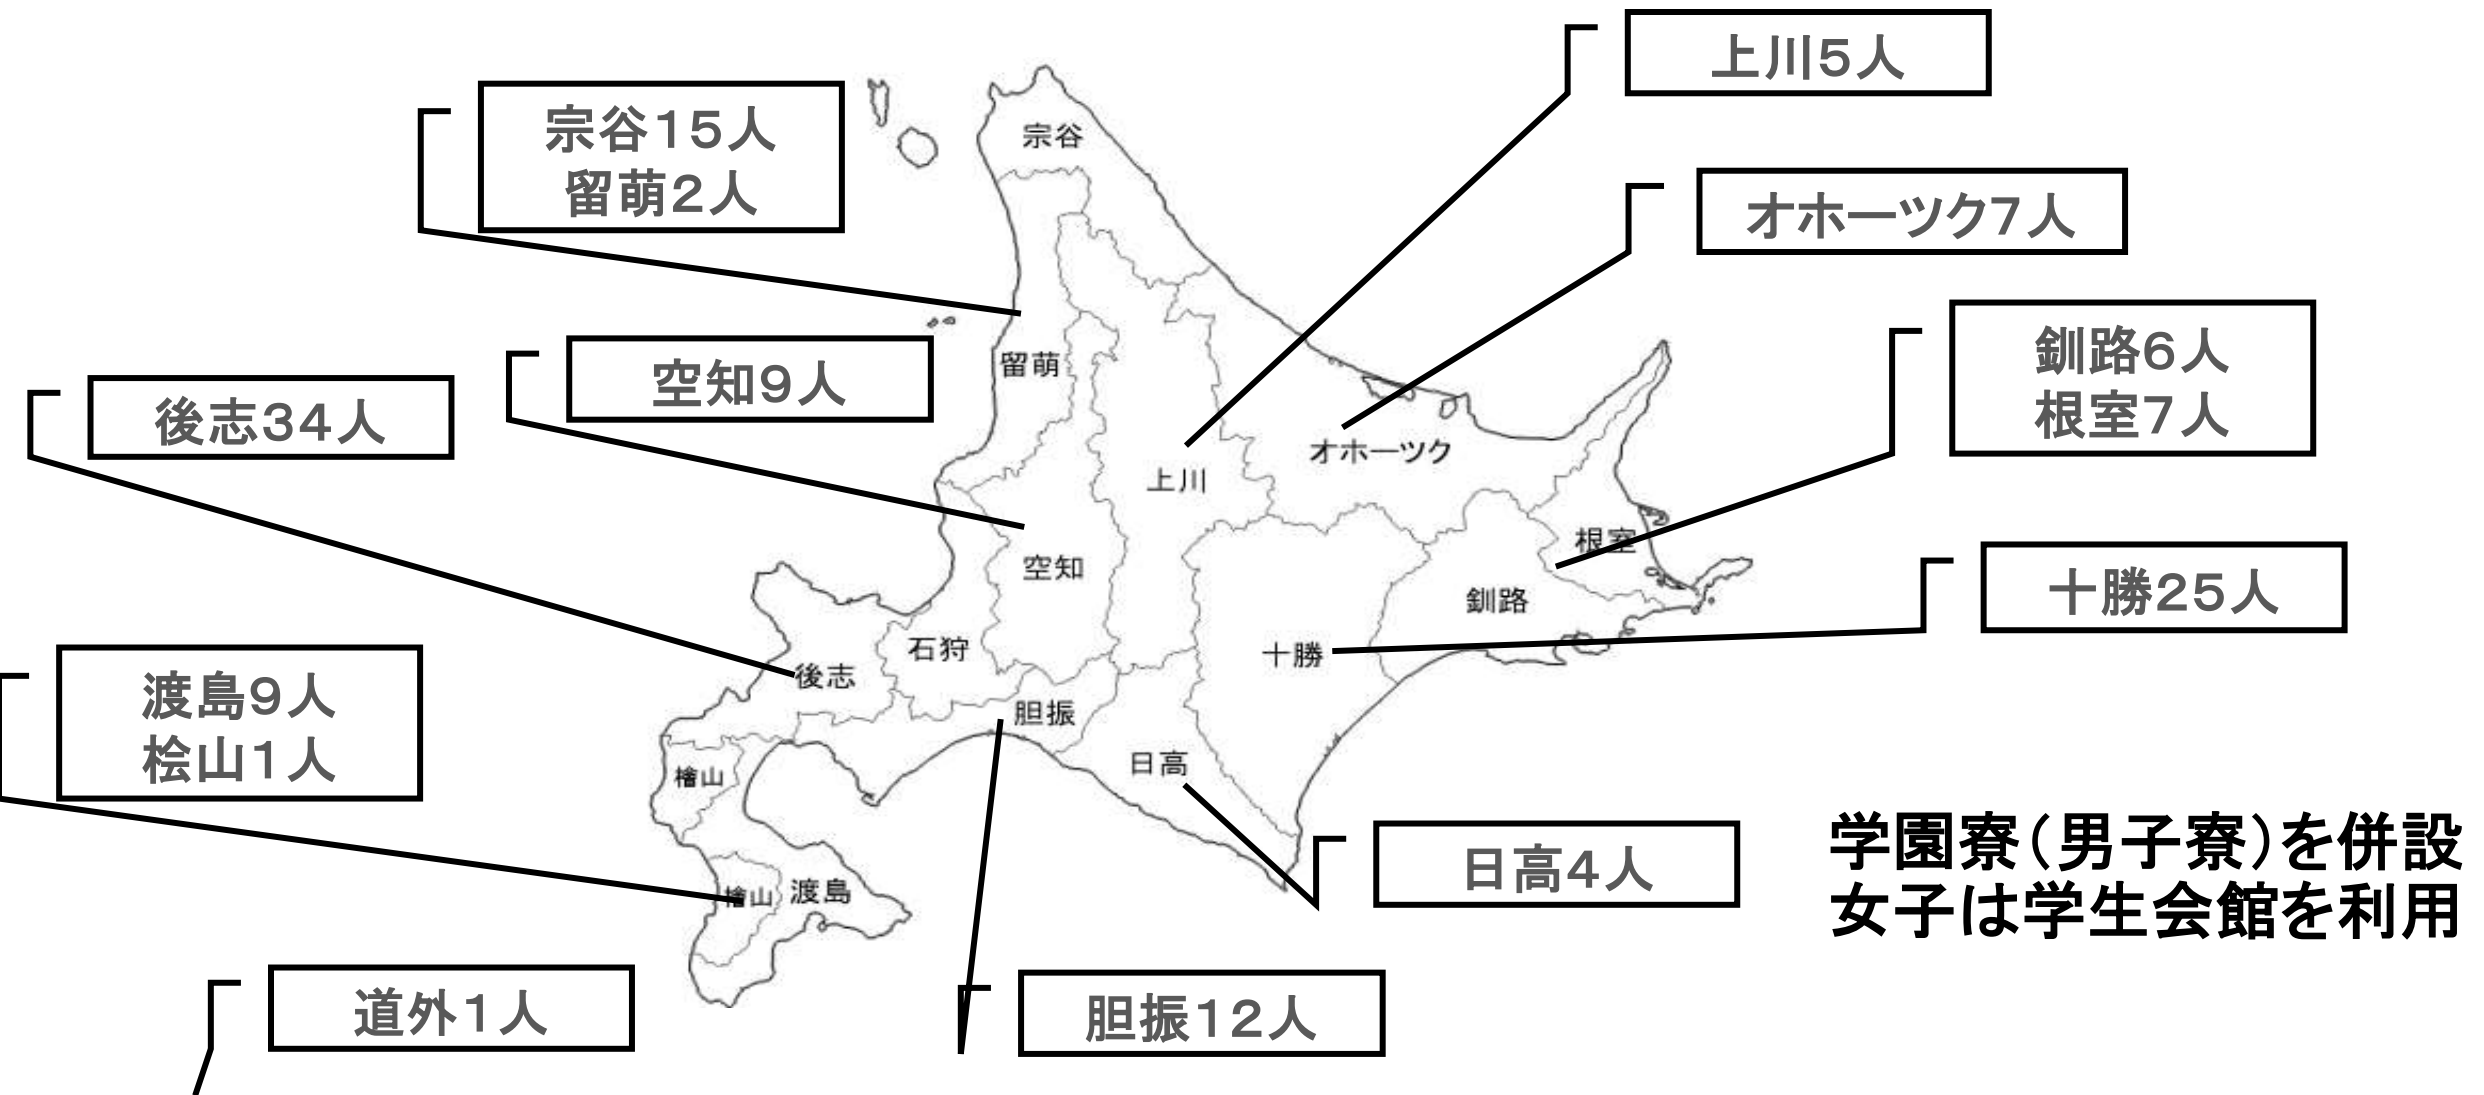 上川5人
宗谷15人
留萌2人
宗谷
オホーツク7人
釧路6人
根室7人
空知9人
留萌
後志34人
オホーツク
上川
根室
空知
十勝25人
釧路
石狩
十勝
後志
渡島9人
桧山1人
胆振
日高
檜山
学園寮(男子寮)を併設
女子は学生会館を利用
日高4人
檜山
渡島
道外1人
胆振12人